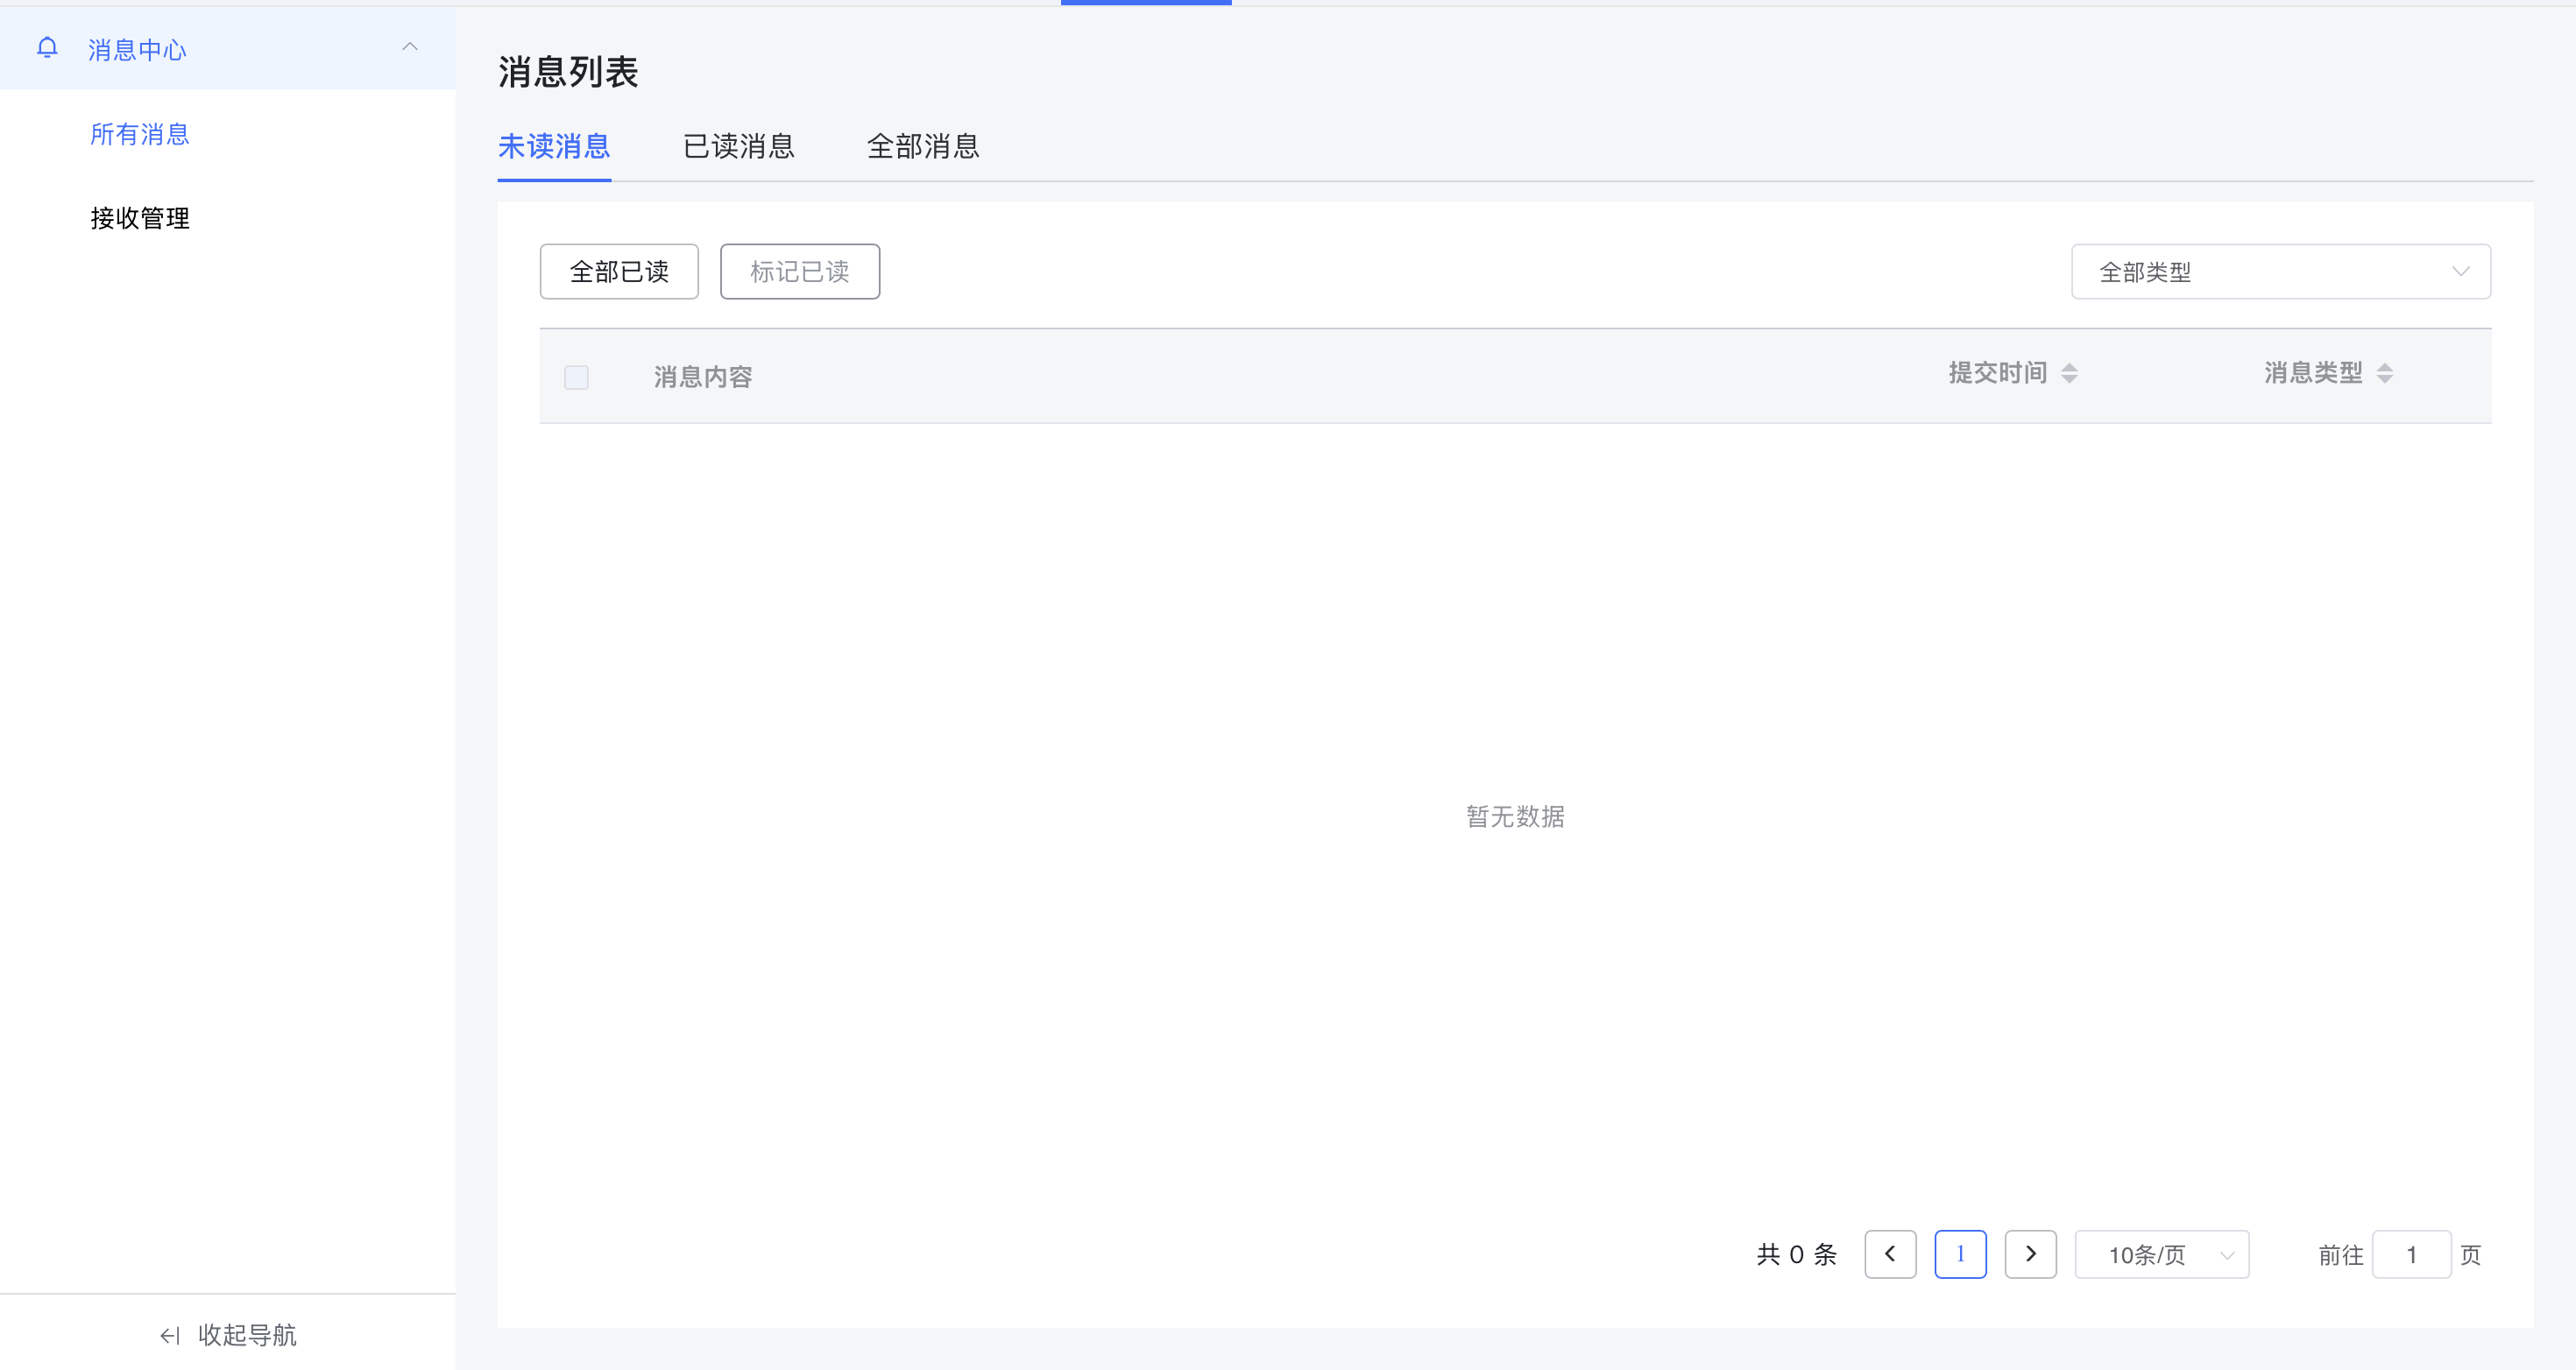 消息中心
所有消息
接收管理
收起导航
消息列表
未读消息 已读消息 全部消息
全部已读 标记已读 全部类型
消息内容 提交时间 消息类型
暂无数据
共 0 条 1 10条/页 前往 1 页